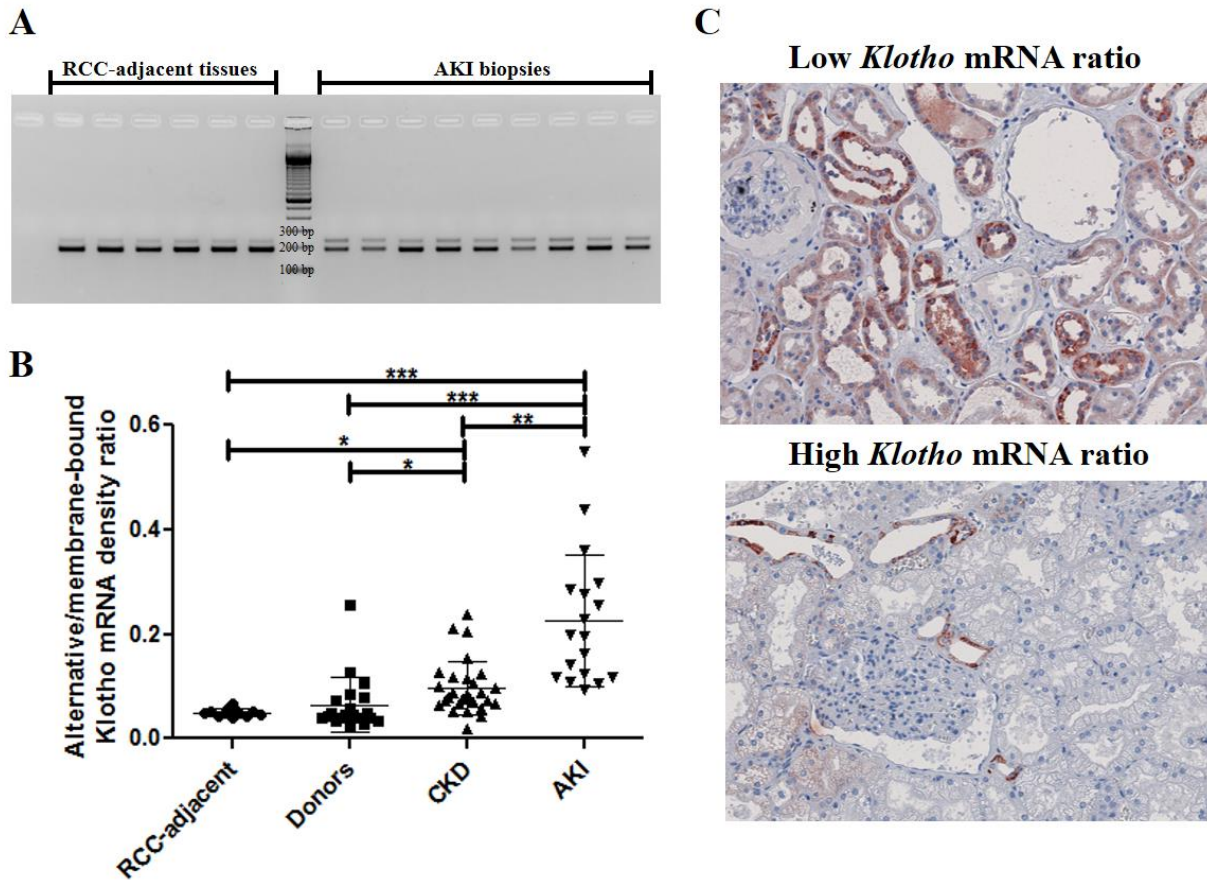 A
RCC-adjacent tissues
AKI biopsies
300 bp
200 bp
100 bp
B
Alternative/membrane-bound
Klotho mRNA density ratio
0.6
0.4
0.2
0.0
***
***
**
*
*
RCC-adjacent
Donors
CKD
AKI
C
Low Klotho mRNA ratio
High Klotho mRNA ratio